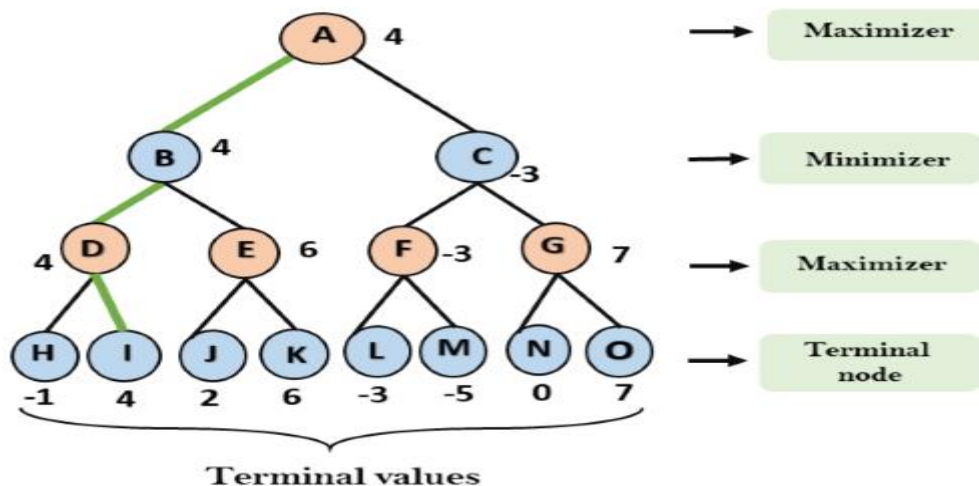 A 4 Maximizer
B 4 C -3 Minimizer
D 4 E 6 F -3 G 7 Maximizer
H I J K L M N O Terminal
node
-1 4 2 6 -3 -5 0 7
Terminal values